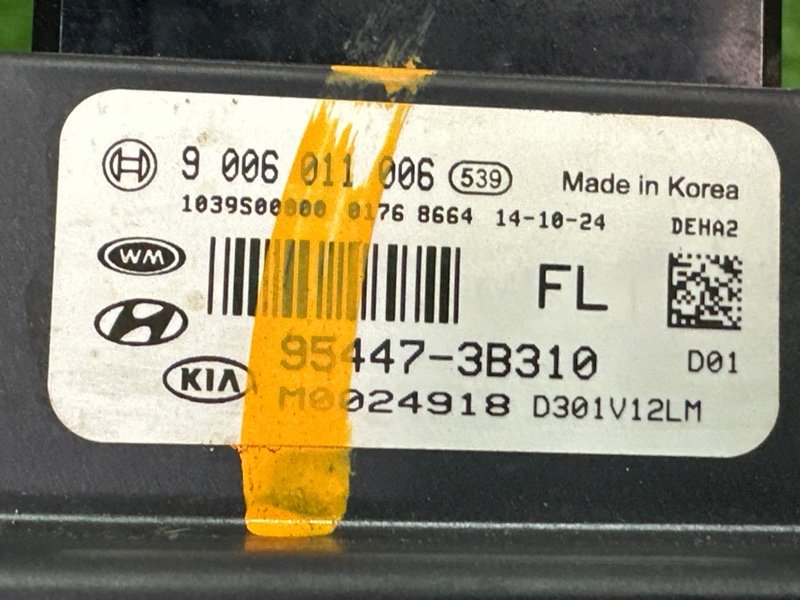 9 006 011 006 539 Made in Korea
1039S00000 0176 8664 14-10-24 DEHA2
WM
FL
95447-3B310 D01
KIA
M0024918 D301V12LM